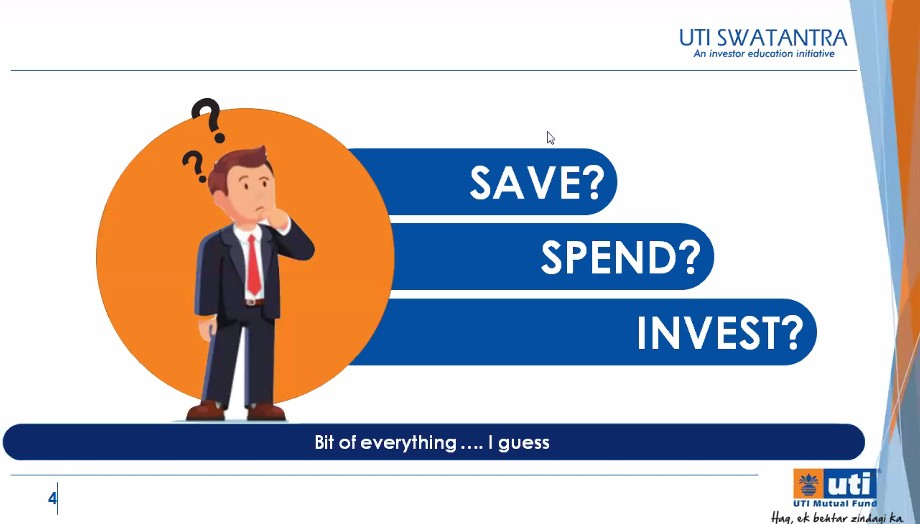 UTI SWATANTRA
An investor education initiative
? ?
SAVE?
SPEND?
INVEST?
Bit of everything .... I guess
4
uti
UTI Mutual Fund
Haq, ek behtar zindagi ka